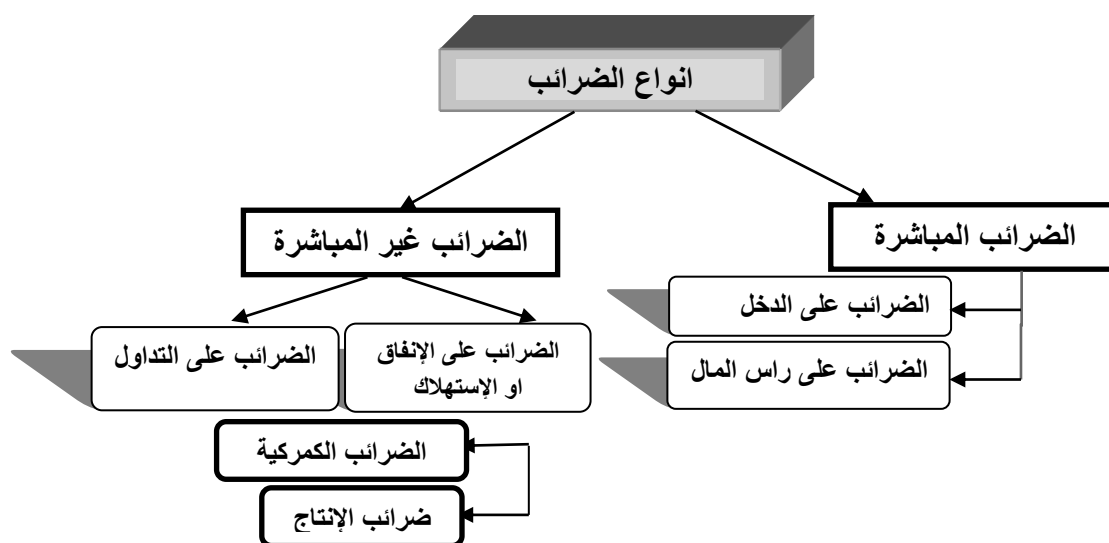 انواع الضرائب
الضرائب المباشرة
الضرائب على الدخل
الضرائب على راس المال
الضرائب غير المباشرة
الضرائب على الإنفاق
او الإستهلاك
الضرائب على التداول
الضرائب الكمركية
ضرائب الإنتاج